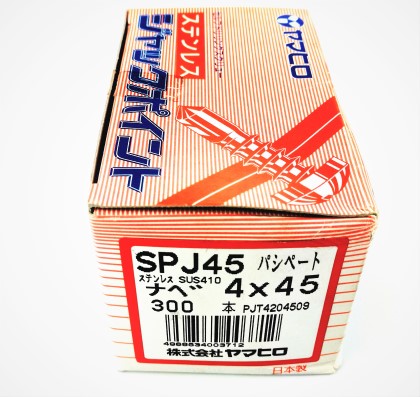 ヤマヒロ
ステンレス
ジャックポイント
SPJ45 パシペート
ステンレス SUS410
ナベ 4×45
300 本 PJT4204509
4989834003712
株式会社 ヤマヒロ
日本製